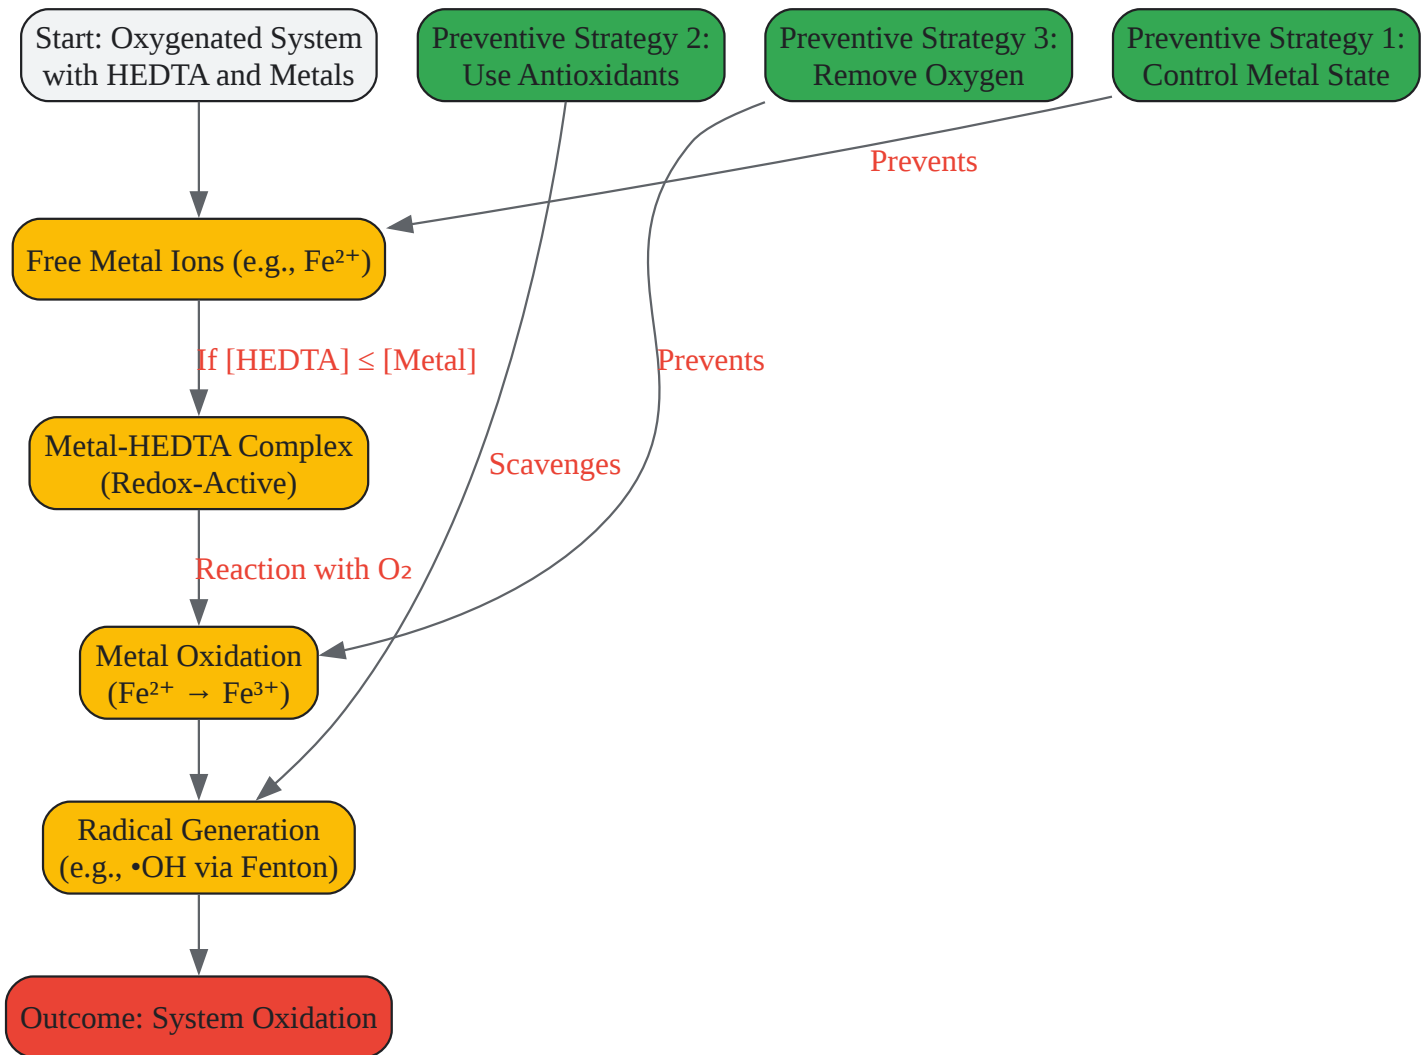 Start: Oxygenated System
with HEDTA and Metals
Preventive Strategy 2:
Use Antioxidants
Preventive Strategy 3:
Remove Oxygen
Preventive Strategy 1:
Control Metal State
Prevents
Free Metal Ions (e.g., Fe²⁺)
If [HEDTA] ≤ [Metal]
Prevents
Metal-HEDTA Complex
(Redox-Active)
Scavenges
Reaction with O₂
Metal Oxidation
(Fe²⁺ → Fe³⁺)
Radical Generation
(e.g., •OH via Fenton)
Outcome: System Oxidation